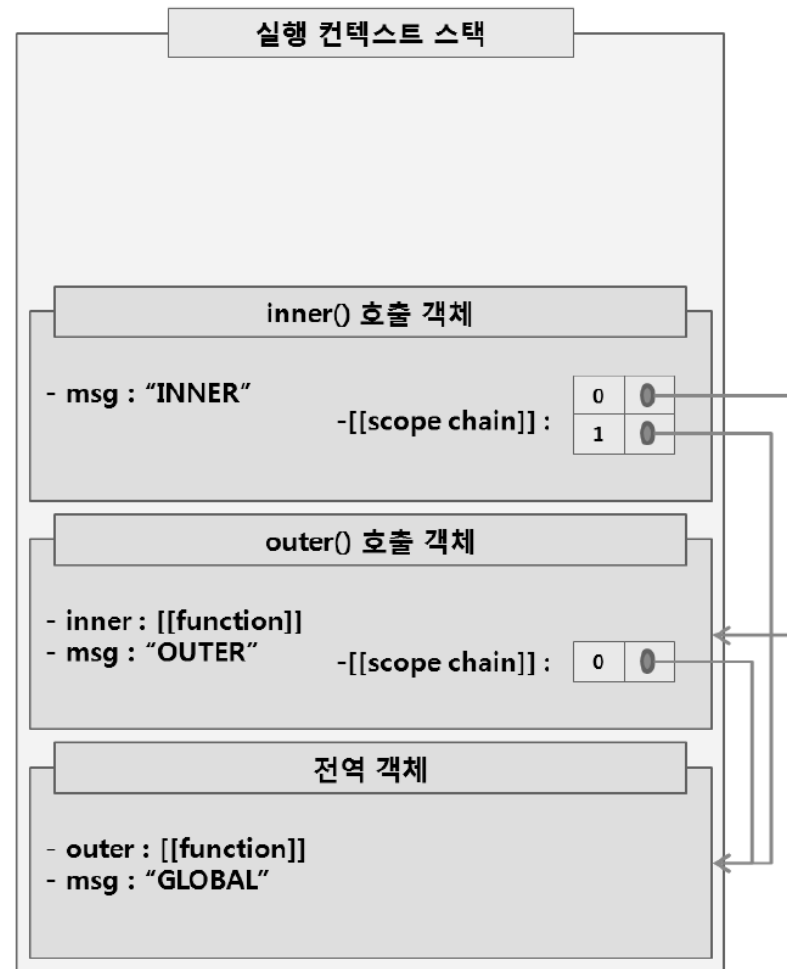 실행 컨텍스트 스택
inner() 호출 객체
- msg : “INNER”
-[[scope chain]] :
0
1
outer() 호출 객체
- inner : [[function]]
- msg : “OUTER”
-[[scope chain]] :
0
전역 객체
- outer : [[function]]
- msg : “GLOBAL”